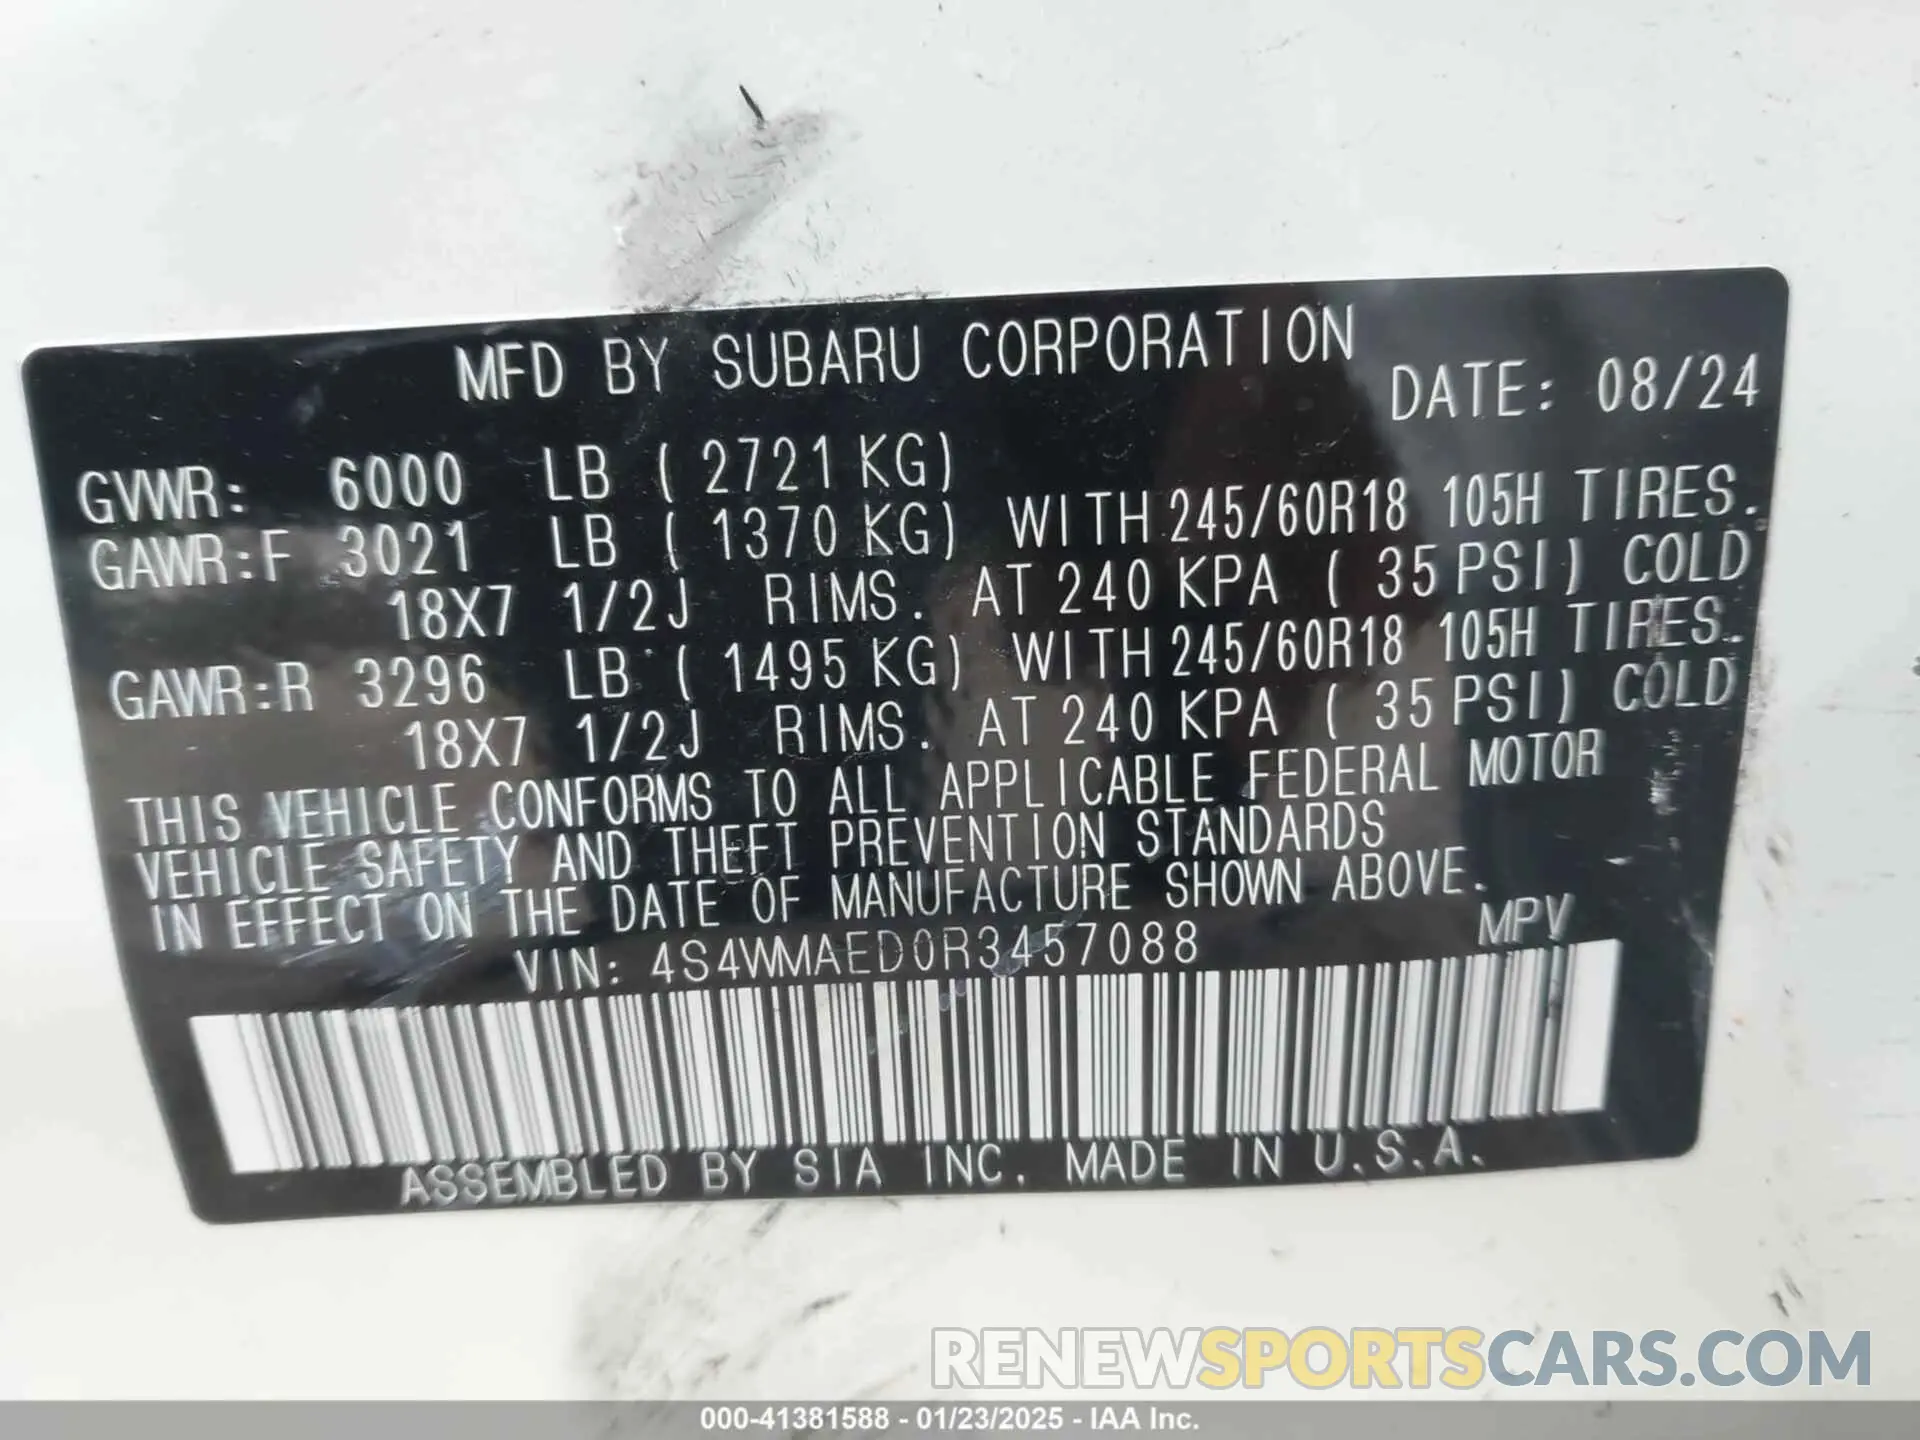 MFD BY SUBARU CORPORATION
DATE: 08/24
GVWR: 6000 LB ( 2721 KG)
GAWR:F 3021 LB ( 1370 KG) WITH 245/60R18 105H TIRES.
18X7 1/2J RIMS. AT 240 KPA ( 35 PSI) COLD
GAWR:R 3296 LB ( 1495 KG) WITH 245/60R18 105H TIRES.
18X7 1/2J RIMS. AT 240 KPA ( 35 PSI) COLD
THIS VEHICLE CONFORMS TO ALL APPLICABLE FEDERAL MOTOR
VEHICLE SAFETY AND THEFT PREVENTION STANDARDS
IN EFFECT ON THE DATE OF MANUFACTURE SHOWN ABOVE.
VIN: 4S4WMAED0R3457088 MPV
ASSEMBLED BY SIA INC. MADE IN U.S.A.
RENEWSPORTSCARS.COM
000-41381588 - 01/23/2025 - IAA Inc.